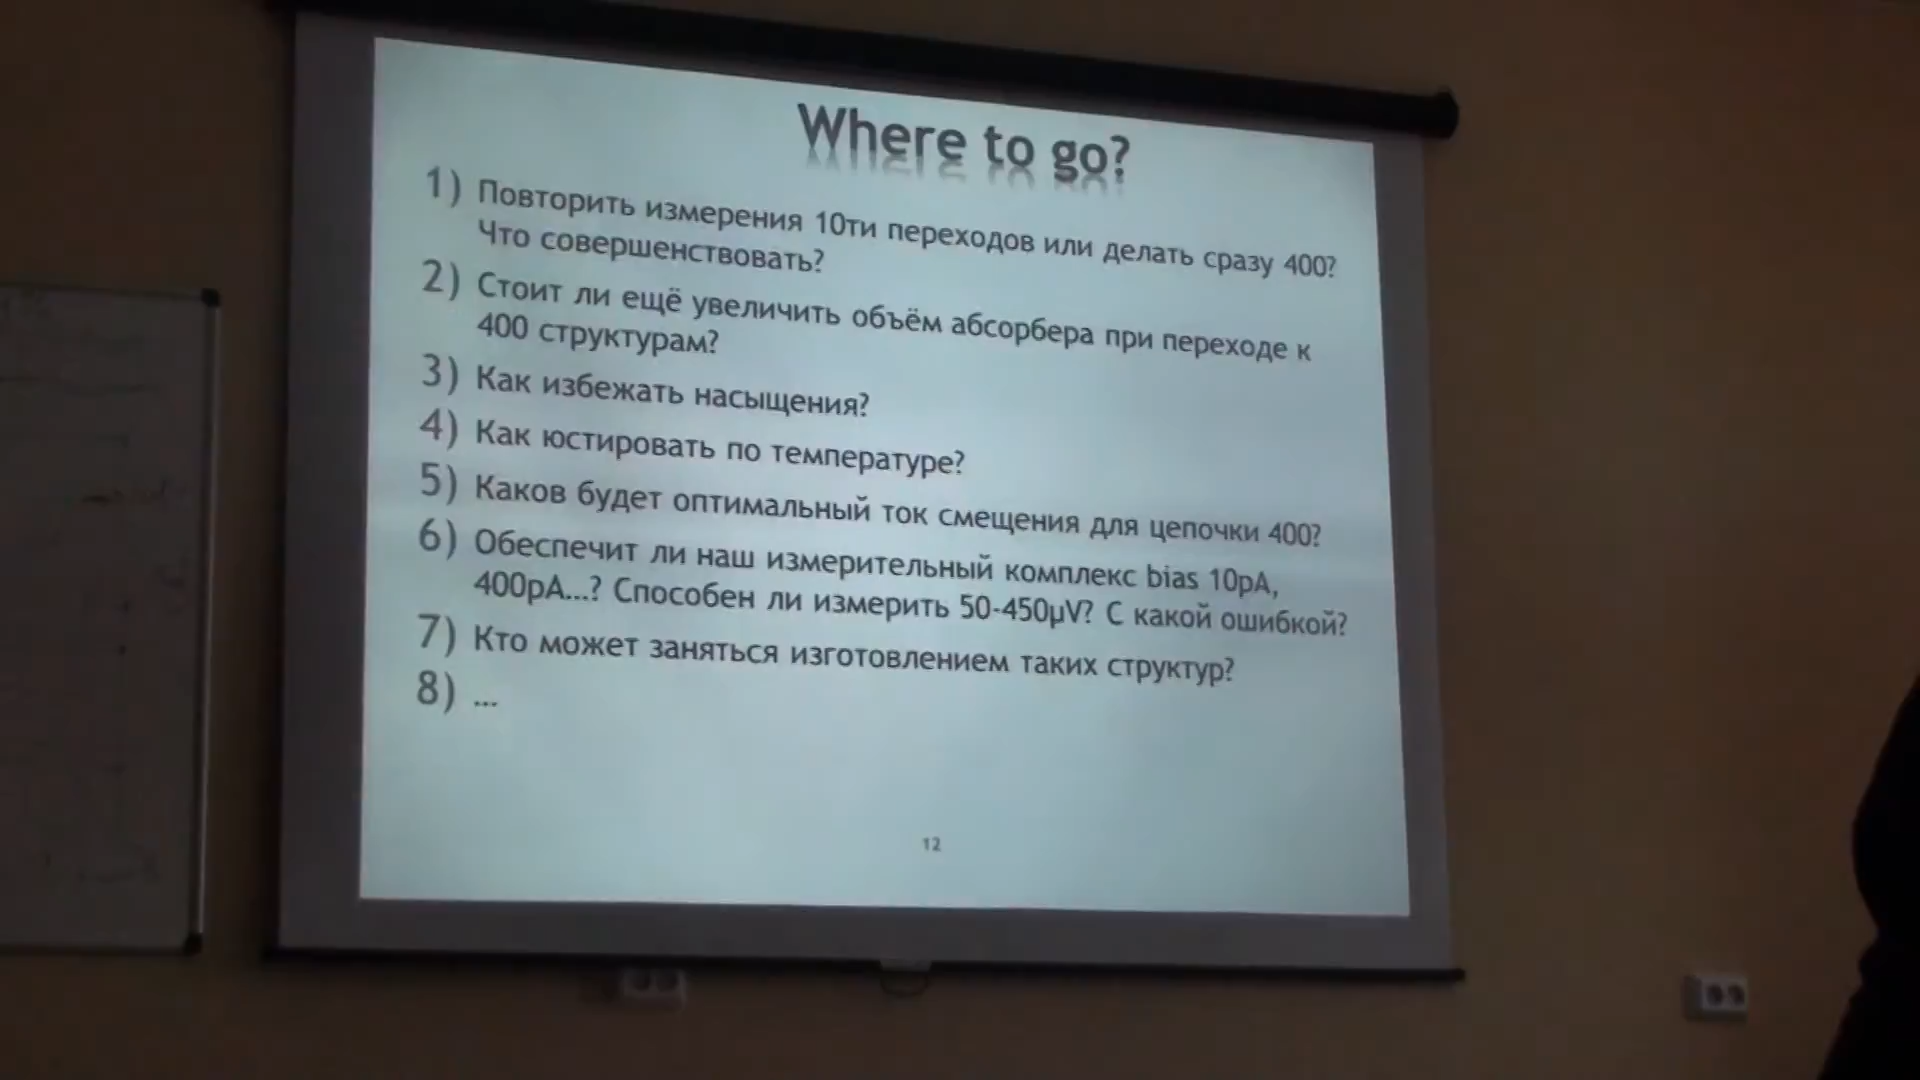 Where to go?
1) Повторить измерения 10ти переходов или делать сразу 400?
Что совершенствовать?
2) Стоит ли ещё увеличить объём абсорбера при переходе к
400 структурам?
3) Как избежать насыщения?
4) Как юстировать по температуре?
5) Каков будет оптимальный ток смещения для цепочки 400?
6) Обеспечит ли наш измерительный комплекс bias 10pA,
400pA...? Способен ли измерить 50-450µV? С какой ошибкой?
7) Кто может заняться изготовлением таких структур?
8) ...
12